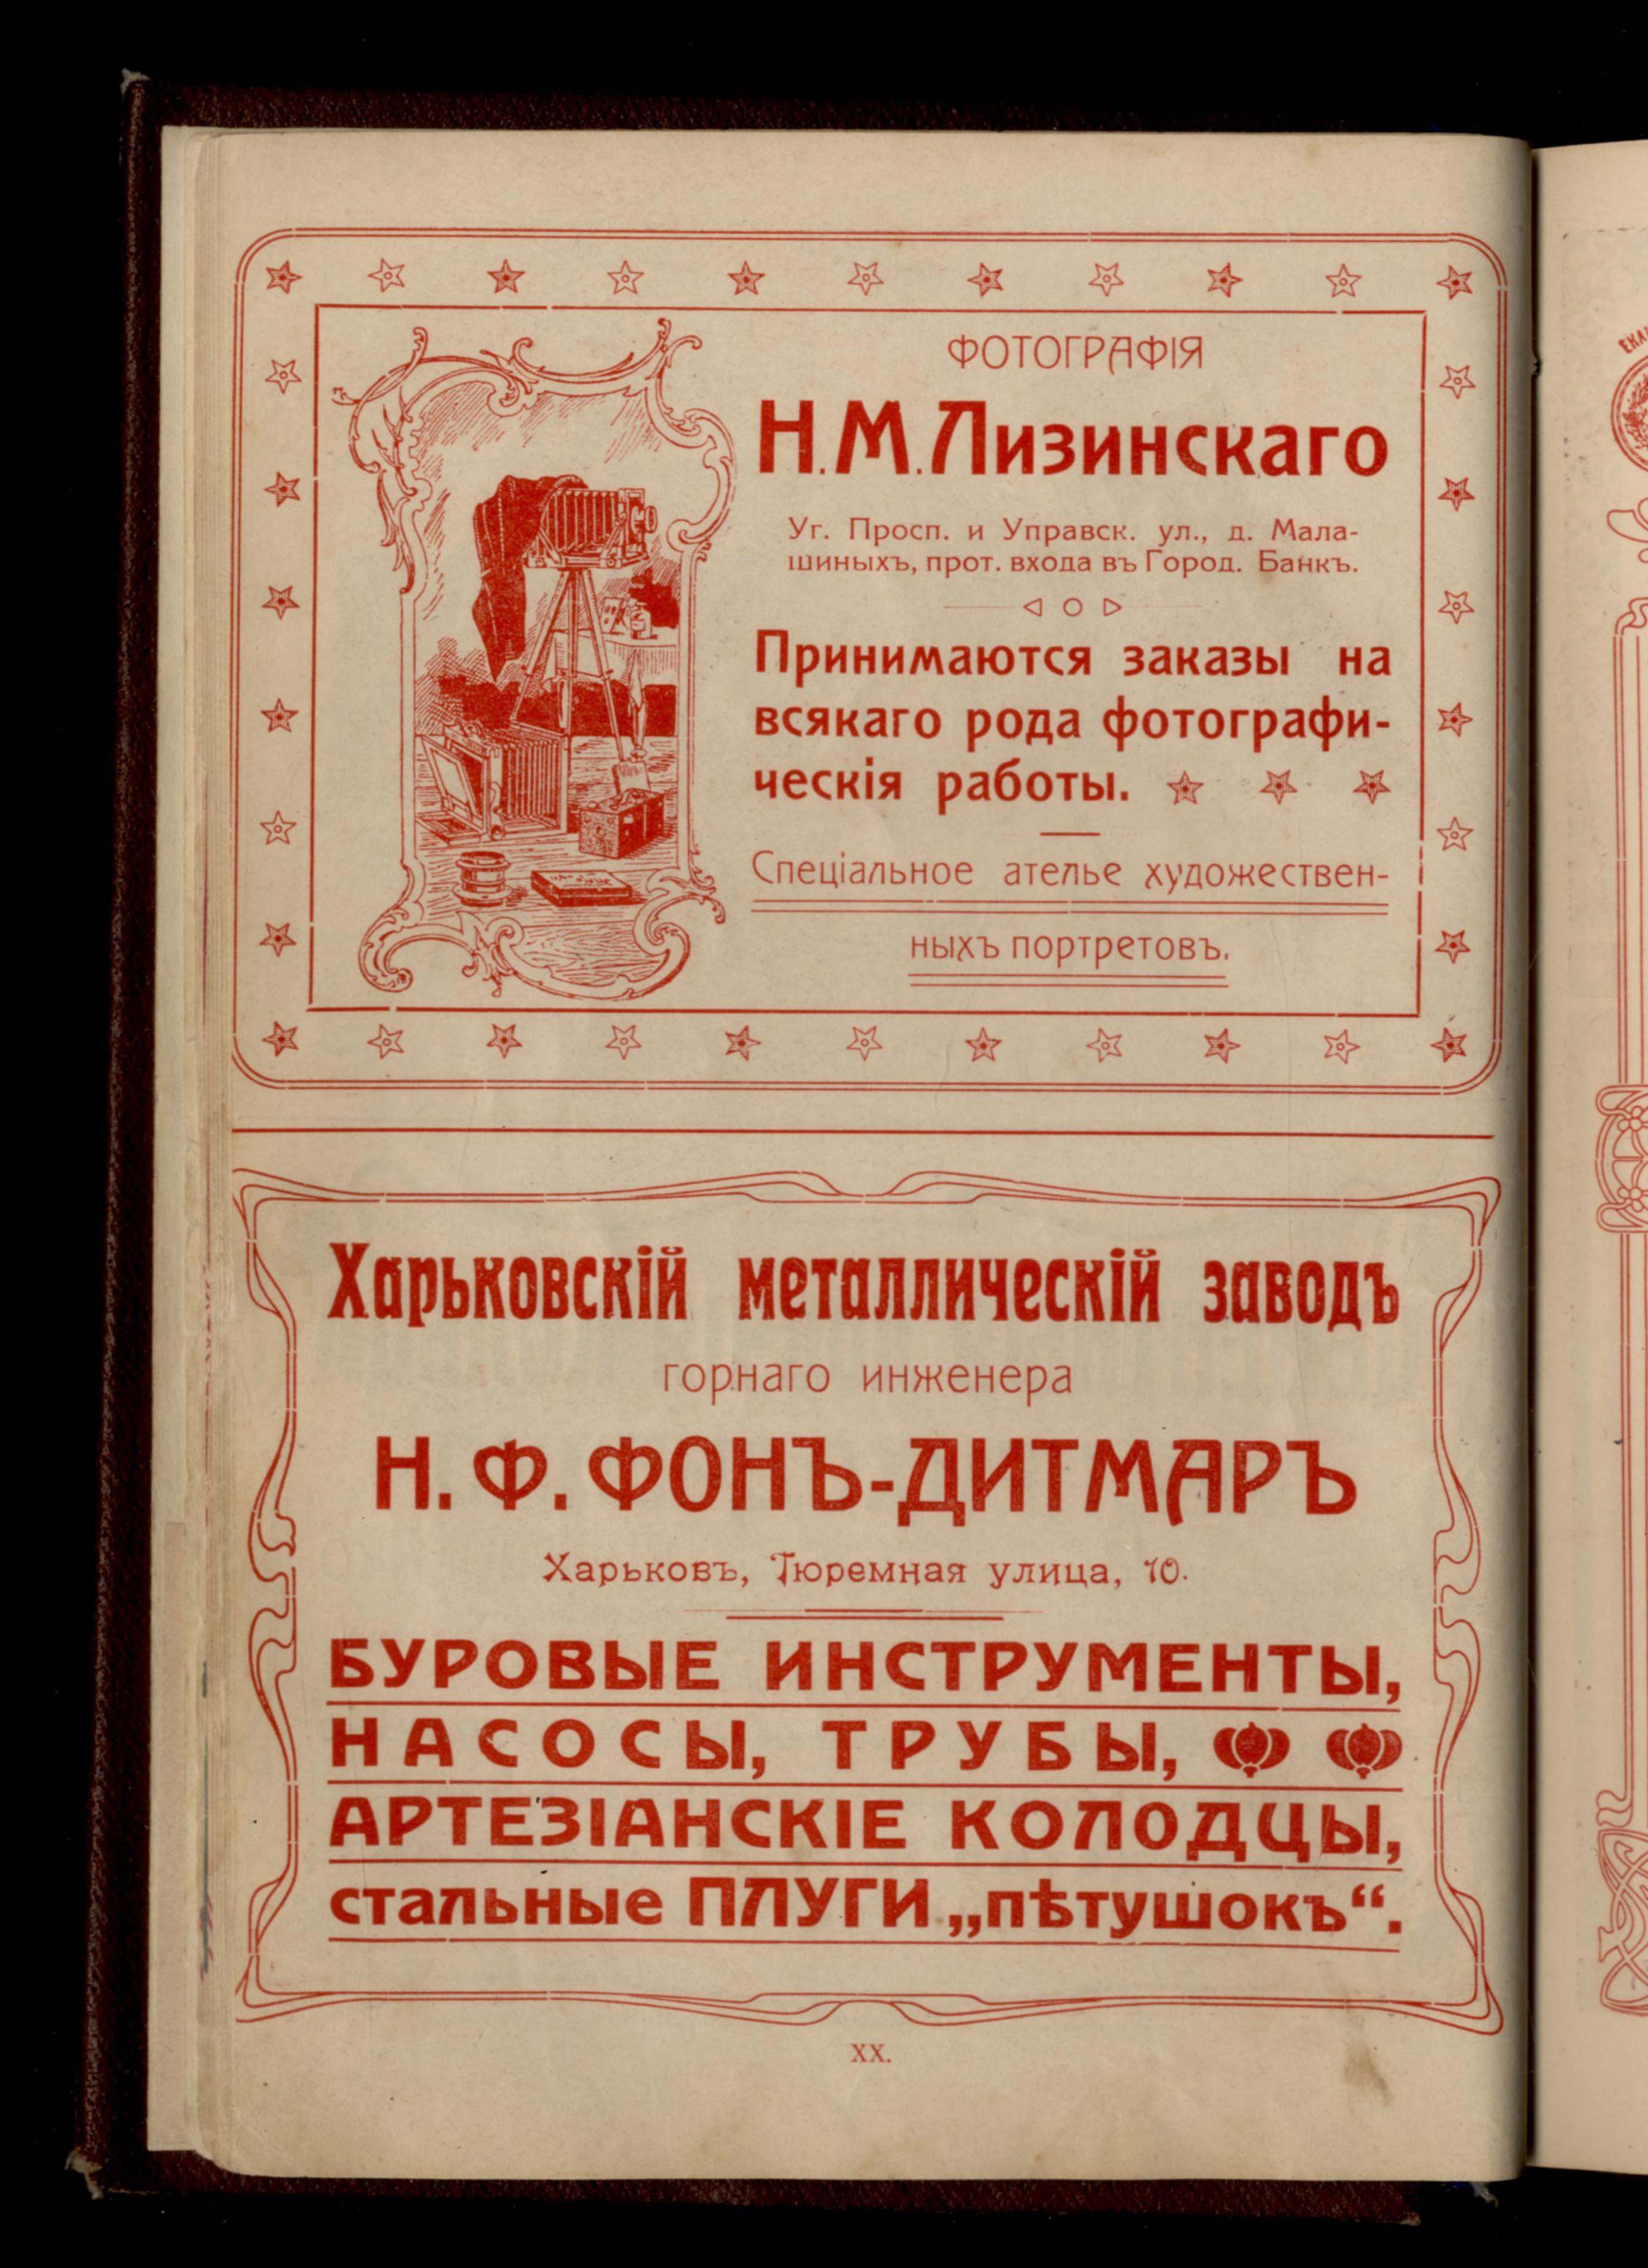 ФОТОГРАФІЯ
Н.М.Лизинскаго
Уг. Просп. и Управск. ул., д. Мала-
шиныхъ, прот. входа въ Город. Банкъ.
Принимаются заказы на
всякаго рода фотографи-
ческія работы.
Спеціальное ателье художествен-
ныхъ портретовъ.
Харьковскій металлическій заводъ
горнаго инженера
Н. Ф. ФОНЪ-ДИТМАРЪ
Харьковъ, Тюремная улица, 10.
БУРОВЫЕ ИНСТРУМЕНТЫ,
НАСОСЫ, ТРУБЫ,
АРТЕЗІАНСКІЕ КОЛОДЦЫ,
стальные ПЛУГИ „пѣтушокъ“.
XX.